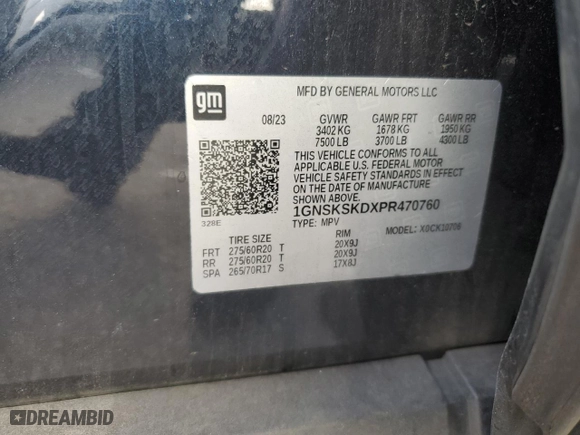 gm
MFD BY GENERAL MOTORS LLC
08/23 GVWR GAWR FRT GAWR RR
3402 KG 1678 KG 1950 KG
7500 LB 3700 LB 4300 LB
THIS VEHICLE CONFORMS TO ALL
APPLICABLE U.S. FEDERAL MOTOR
VEHICLE SAFETY STANDARDS IN EFFECT
ON THE DATE OF MANUFACTURE
SHOWN ABOVE.
1GNSKSKDXPR470760
TYPE: MPV MODEL:
328E
TIRE SIZE RIM
FRT 275/60R20 T 20X9J
RR 275/60R20 T 20X9J
SPA 265/70R17 S 17X8J
DREAMBID